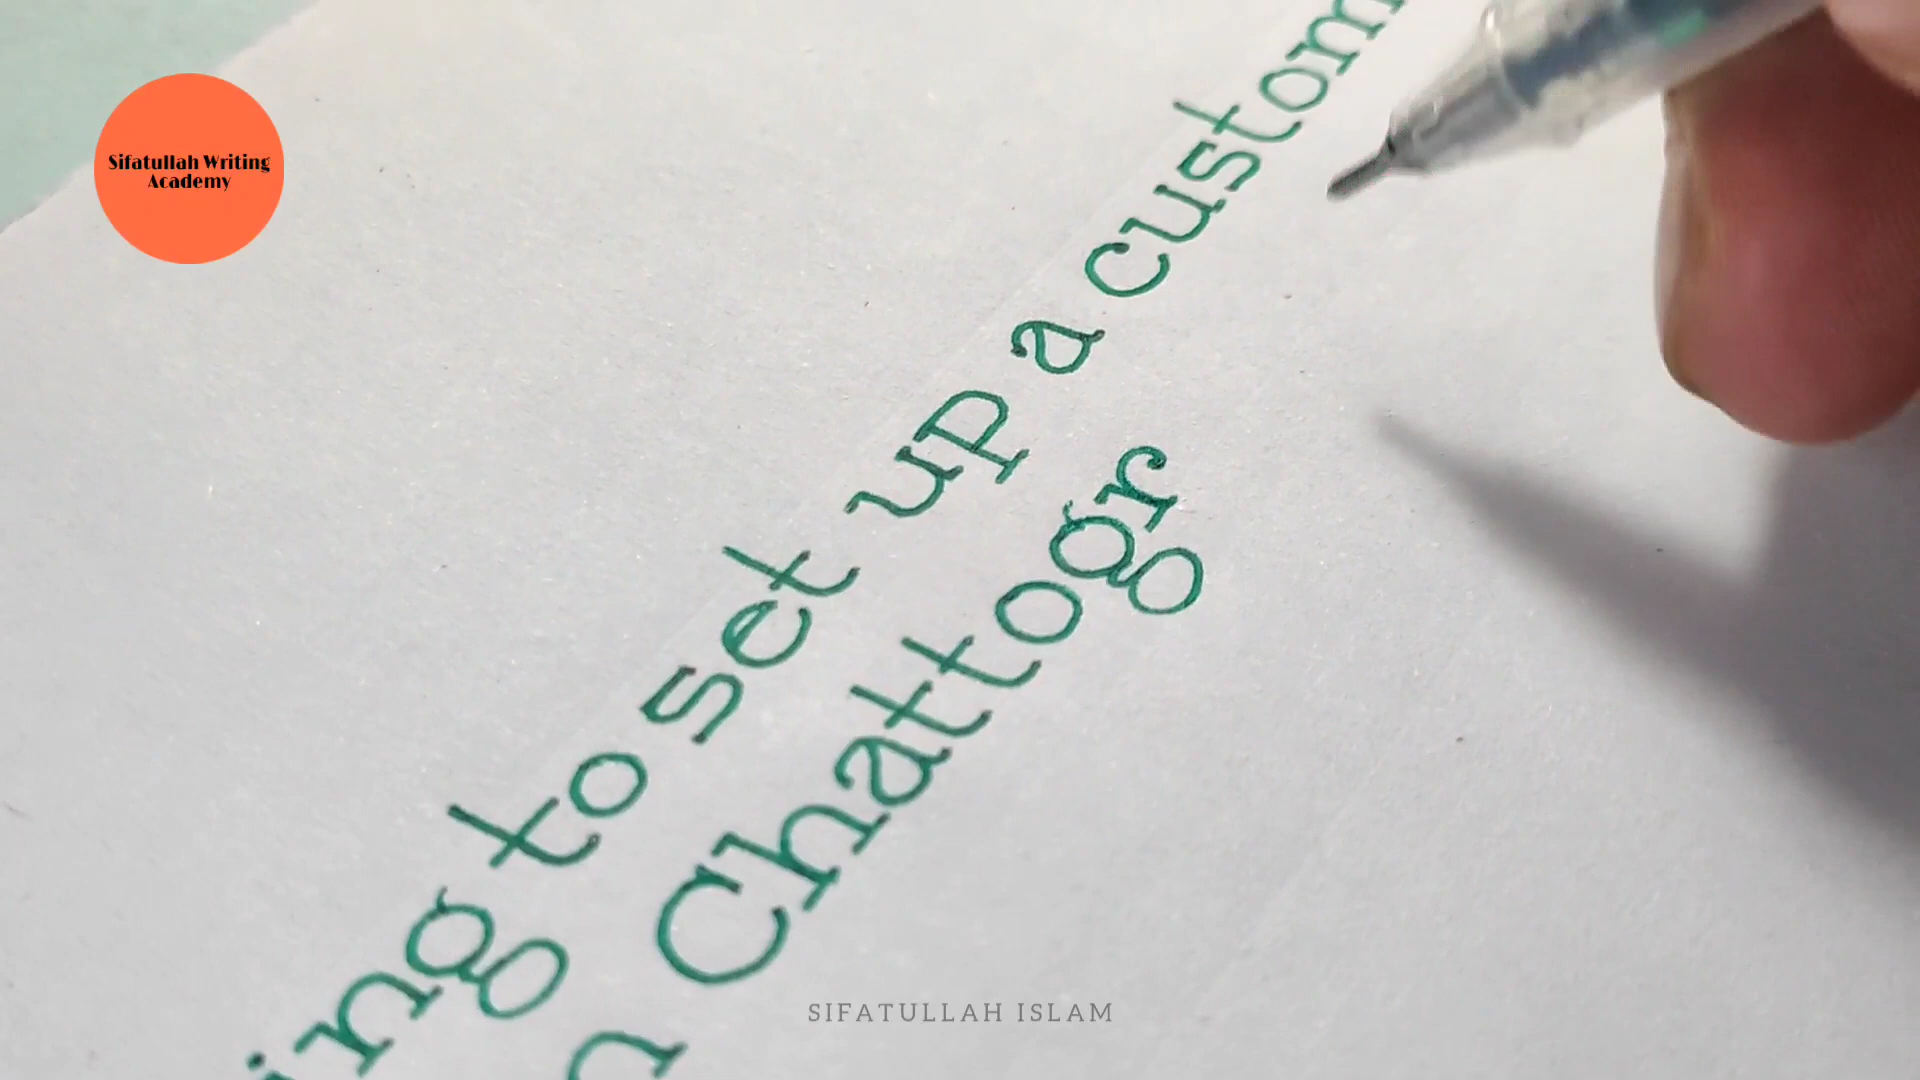 Sifatullah Writing
Academy
ing to set up a custom
n Chattogr
SIFATULLAH ISLAM